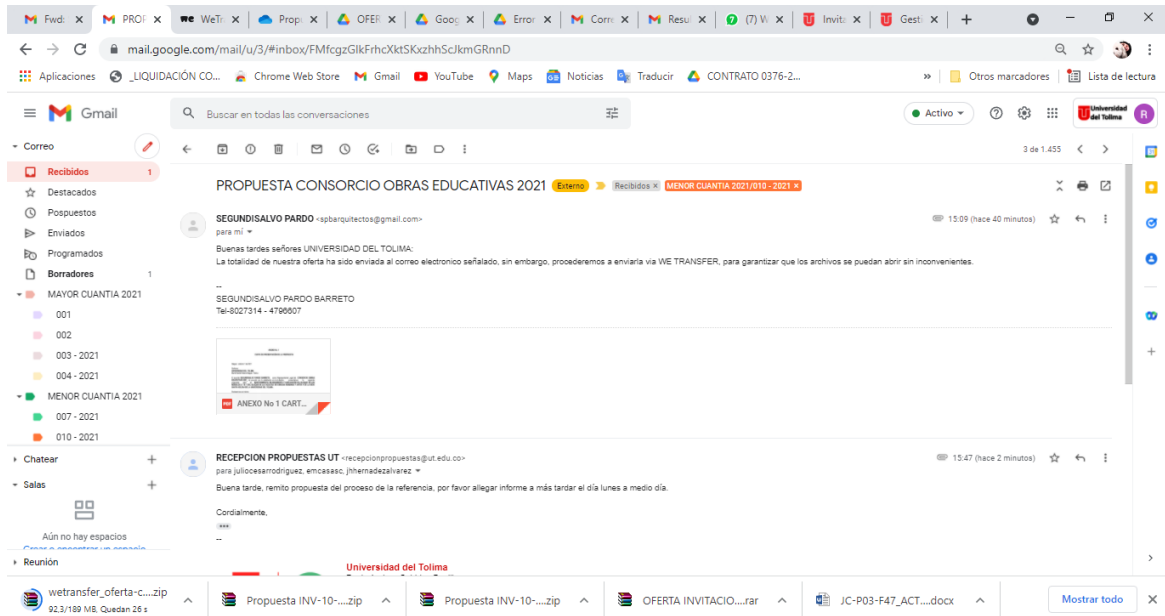 Fwd:
PROP
we WeTr
Prop
OFER
Goog
Error
Corre
Resul
(7) W
Invita
Gesti
mail.google.com/mail/u/3/#inbox/FMfcgzGlkFrhcXktSKxzhhScJkmGRnnD
Aplicaciones
_LIQUIDACIÓN CO...
Chrome Web Store
Gmail
YouTube
Maps
Noticias
Traducir
CONTRATO 0376-2...
»
Otros marcadores
Lista de lectura
Gmail
Buscar en todas las conversaciones
Activo
Universidad
del Tolima
R
Correo
3 de 1.455
Recibidos 1
Destacados
Pospuestos
Enviados
Programados
Borradores 1
MAYOR CUANTIA 2021
001
002
003 - 2021
004 - 2021
MENOR CUANTIA 2021
007 - 2021
010 - 2021
Chatear
Salas
Aún no hay espacios
Crear o encontrar un espacio
Reunión
PROPUESTA CONSORCIO OBRAS EDUCATIVAS 2021 Externo Recibidos × MENOR CUANTIA 2021/010 - 2021 ×
SEGUNDISALVO PARDO <spbarquitectos@gmail.com>
15:09 (hace 40 minutos)
para mí
Buenas tardes señores UNIVERSIDAD DEL TOLIMA:
La totalidad de nuestra oferta ha sido enviada al correo electronico señalado, sin embargo, procederemos a enviarla via WE TRANSFER, para garantizar que los archivos se puedan abrir sin inconvenientes.
--
SEGUNDISALVO PARDO BARRETO
Tel-8027314 - 4796607
PDF ANEXO No 1 CART...
RECEPCION PROPUESTAS UT <recepcionpropuestas@ut.edu.co>
15:47 (hace 2 minutos)
para juliocesarrodriguez, emcasasc, jhhernadezalvarez
Buena tarde, remito propuesta del proceso de la referencia, por favor allegar informe a más tardar el día lunes a medio día.
Cordialmente,
--
Universidad del Tolima
wetransfer_oferta-c....zip
92,3/189 MB, Quedan 26 s
Propuesta INV-10-....zip
Propuesta INV-10-....zip
OFERTA INVITACIO....rar
JC-P03-F47_ACT....docx
Mostrar todo